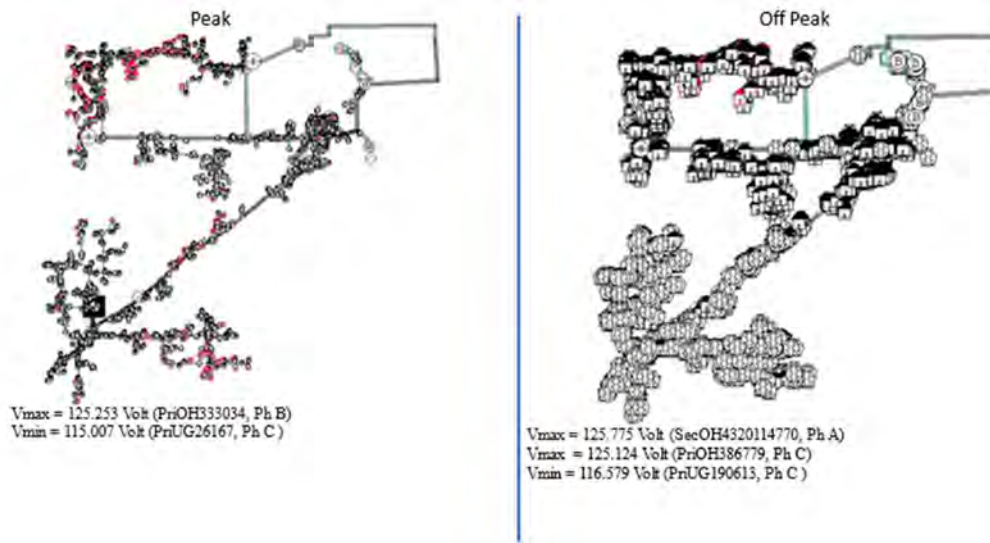 Peak
Vmax = 125.253 Volt (PriOH333034, Ph B)
Vmin = 115.007 Volt (PriUG26167, Ph C )
Off Peak
Vmax = 125.775 Volt (SecOH4320114770, Ph A)
Vmax = 125.124 Volt (PriOH386779, Ph C)
Vmin = 116.579 Volt (PriUG190613, Ph C )